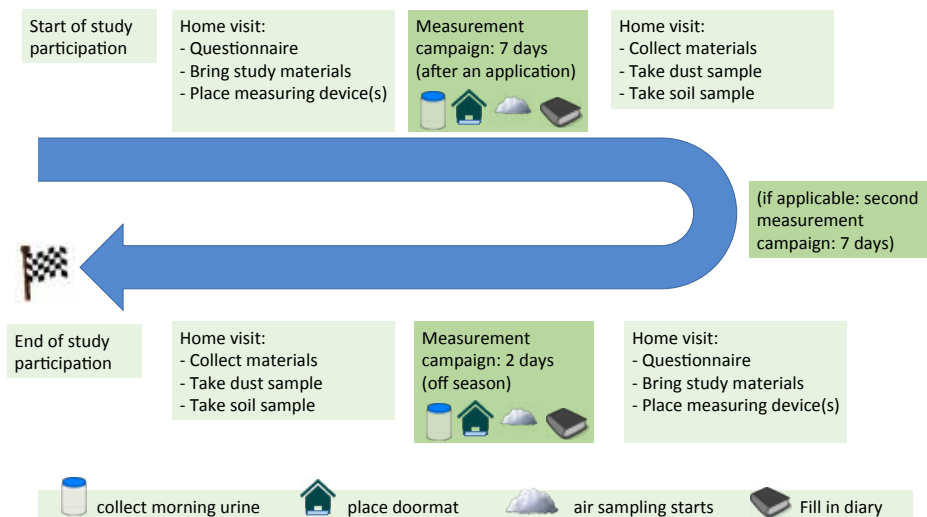 Start of study
participation
Home visit:
- Questionnaire
- Bring study materials
- Place measuring device(s)
Measurement
campaign: 7 days
(after an application)
Home visit:
- Collect materials
- Take dust sample
- Take soil sample
(if applicable: second
measurement
campaign: 7 days)
End of study
participation
Home visit:
- Collect materials
- Take dust sample
- Take soil sample
Measurement
campaign: 2 days
(off season)
Home visit:
- Questionnaire
- Bring study materials
- Place measuring device(s)
collect morning urine
place doormat
air sampling starts
Fill in diary